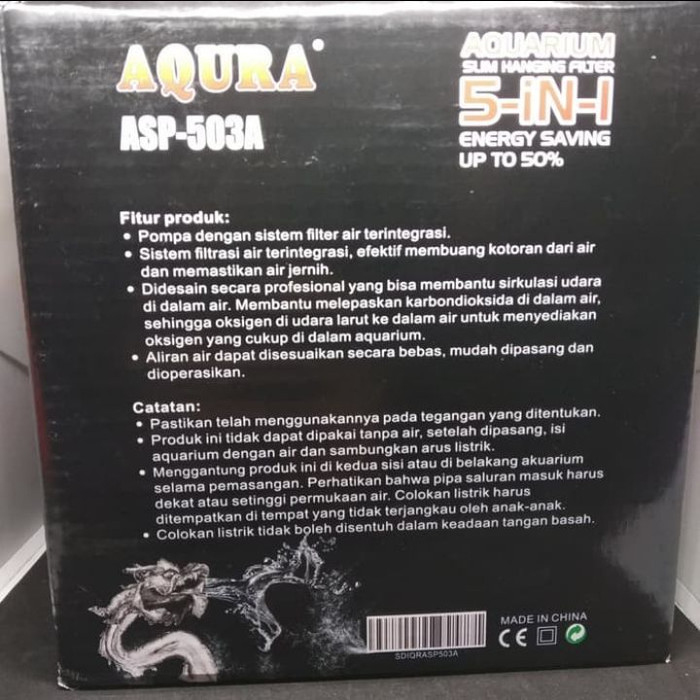 AQURA
ASP-503A
AQUARIUM
SLIM HANGING FILTER
5-iN-1
ENERGY SAVING
UP TO 50%
Fitur produk:
• Pompa dengan sistem filter air terintegrasi.
• Sistem filtrasi air terintegrasi, efektif membuang kotoran dari air
dan memastikan air jernih.
• Didesain secara profesional yang bisa membantu sirkulasi udara
di dalam air. Membantu melepaskan karbondioksida di dalam air,
sehingga oksigen di udara larut ke dalam air untuk menyediakan
oksigen yang cukup di dalam aquarium.
• Aliran air dapat disesuaikan secara bebas, mudah dipasang dan
dioperasikan.
Catatan:
• Pastikan telah menggunakannya pada tegangan yang ditentukan.
• Produk ini tidak dapat dipakai tanpa air, setelah dipasang, isi
aquarium dengan air dan sambungkan arus listrik.
• Menggantung produk ini di kedua sisi atau di belakang akuarium
selama pemasangan. Perhatikan bahwa pipa saluran masuk harus
dekat atau setinggi permukaan air. Colokan listrik harus
ditempatkan di tempat yang tidak terjangkau oleh anak-anak.
• Colokan listrik tidak boleh disentuh dalam keadaan tangan basah.
MADE IN CHINA
CE
SDIQRASP503A